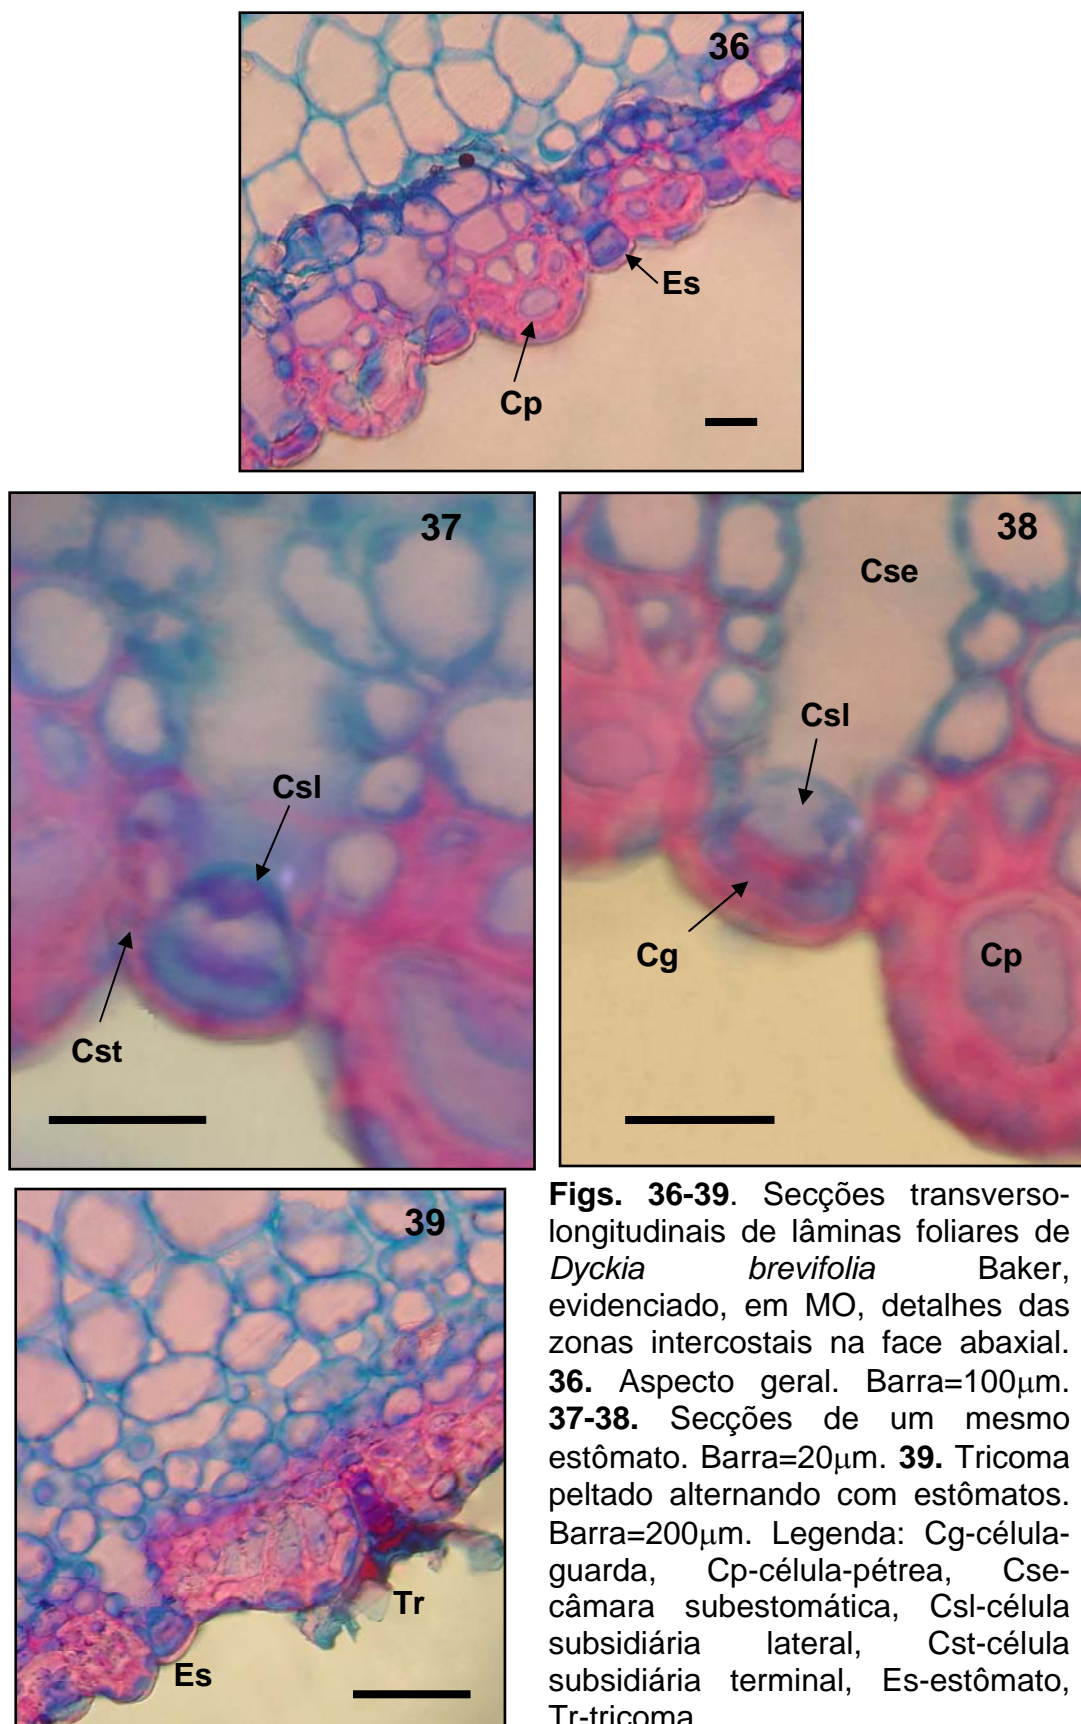 36
Es
Cp
37
Csl
Cst
38
Cse
Csl
Cg
Cp
39
Tr
Es
Figs. 36-39. Secções transverso-
longitudinais de lâminas foliares de
Dyckia brevifolia Baker,
evidenciado, em MO, detalhes das
zonas intercostais na face abaxial.
36. Aspecto geral. Barra=100μm.
37-38. Secções de um mesmo
estômato. Barra=20μm. 39. Tricoma
peltado alternando com estômatos.
Barra=200μm. Legenda: Cg-célula-
guarda, Cp-célula-pétrea, Cse-
câmara subestomática, Csl-célula
subsidiária lateral, Cst-célula
subsidiária terminal, Es-estômato,
Tr-tricoma